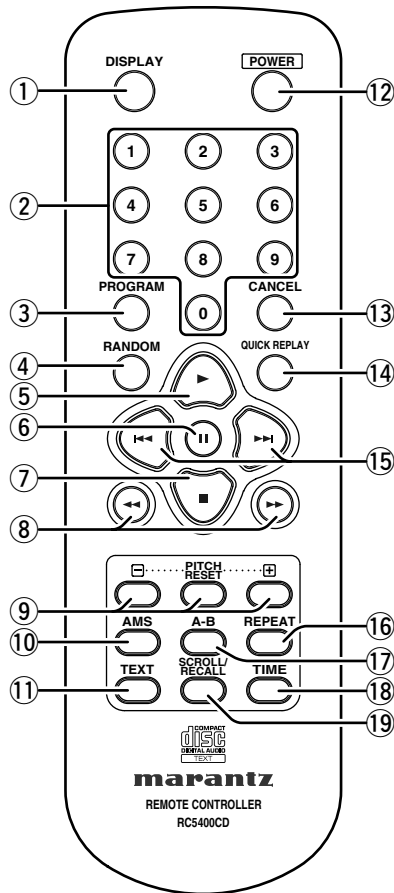 DISPLAY POWER
① ⑫
1 2 3
② 4 5 6
7 8 9
PROGRAM CANCEL
③ 0 ⑬
RANDOM QUICK REPLAY
④ ⑭
⑤
⑥
⑦ ⑮
⑧
PITCH
RESET
⑨
AMS A-B REPEAT ⑯
⑩ ⑰
TEXT SCROLL/
RECALL TIME
⑪ ⑱
⑲
COMPACT
disc
DIGITAL AUDIO
TEXT
marantz
REMOTE CONTROLLER
RC5400CD